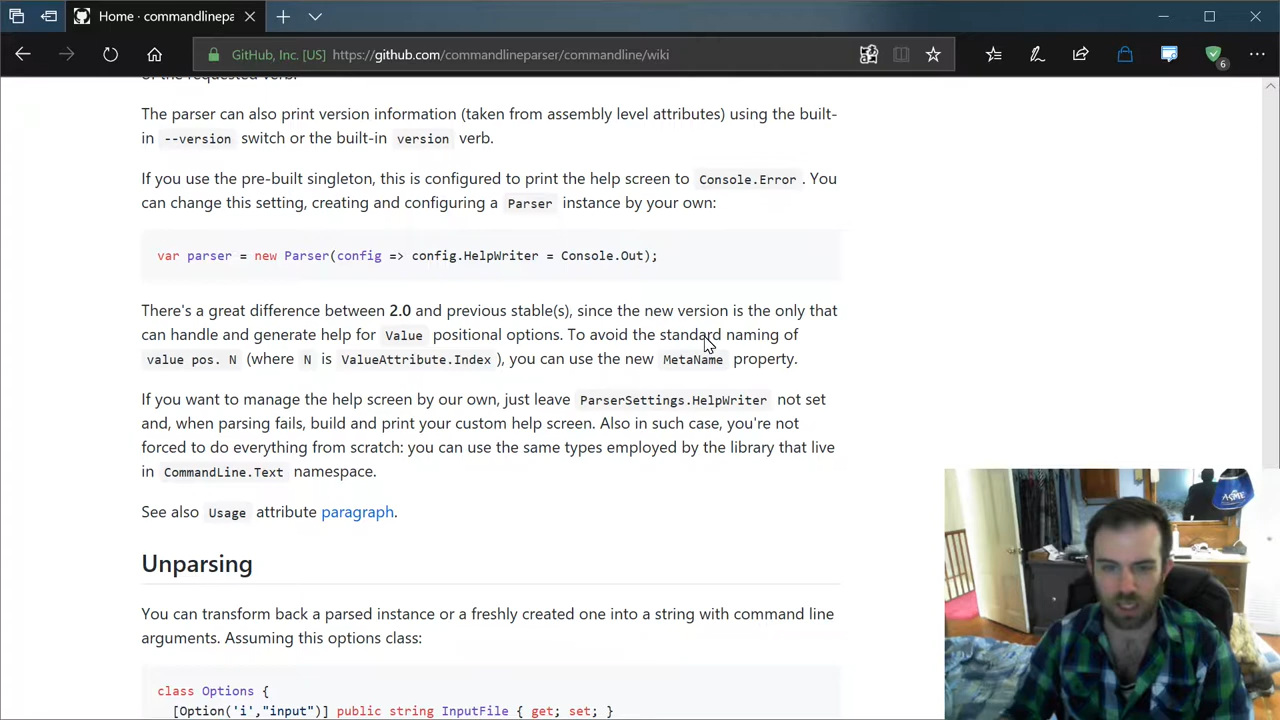 Home - commandlinepa
GitHub, Inc. [US] https://github.com/commandlineparser/commandline/wiki
6
of the requested verb.
The parser can also print version information (taken from assembly level attributes) using the built-
in --version switch or the built-in version verb.
If you use the pre-built singleton, this is configured to print the help screen to Console.Error. You
can change this setting, creating and configuring a Parser instance by your own:
var parser = new Parser(config => config.HelpWriter = Console.Out);
There's a great difference between 2.0 and previous stable(s), since the new version is the only that
can handle and generate help for Value positional options. To avoid the standard naming of
value pos. N (where N is ValueAttribute.Index), you can use the new MetaName property.
If you want to manage the help screen by our own, just leave ParserSettings.HelpWriter not set
and, when parsing fails, build and print your custom help screen. Also in such case, you're not
forced to do everything from scratch: you can use the same types employed by the library that live
in CommandLine.Text namespace.
See also Usage attribute paragraph.
Unparsing
You can transform back a parsed instance or a freshly created one into a string with command line
arguments. Assuming this options class:
class Options {
[Option('i',"input")] public string InputFile { get; set; }
ACME